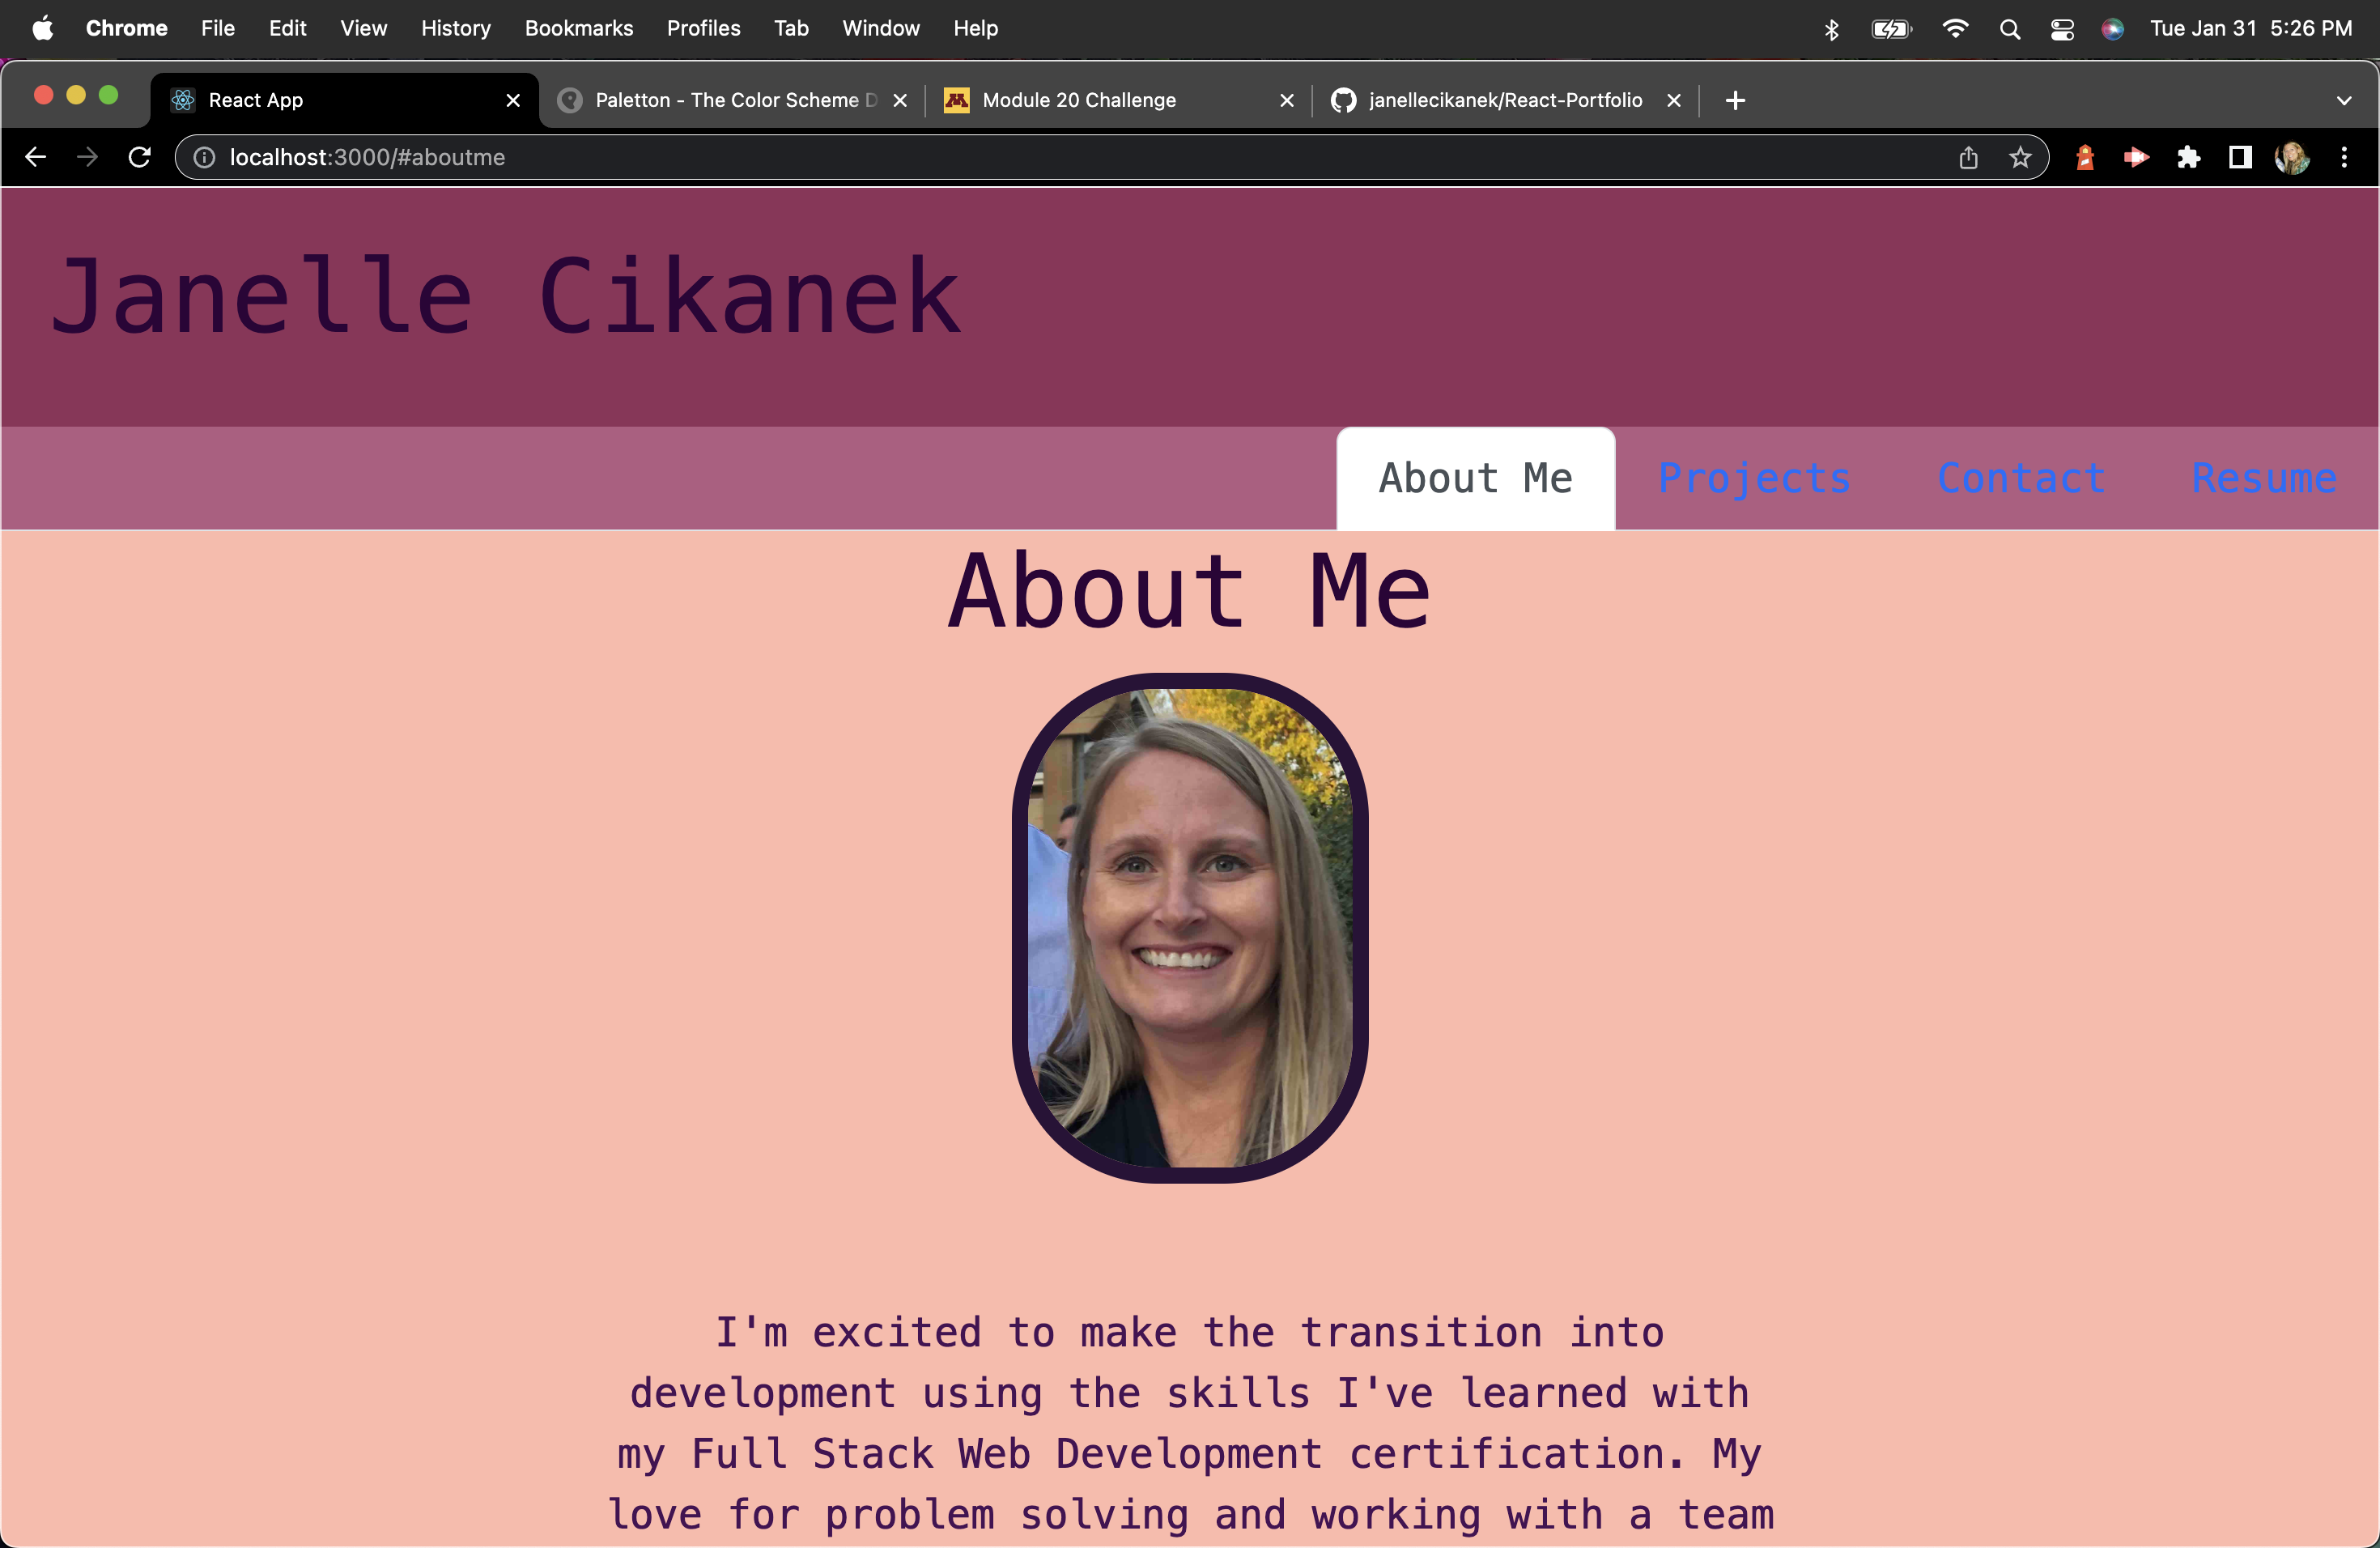 Chrome File Edit View History Bookmarks Profiles Tab Window Help Tue Jan 31 5:26 PM
React App Paletton - The Color Scheme D Module 20 Challenge janellecikanek/React-Portfolio
localhost:3000/#aboutme
Janelle Cikanek
About Me Projects Contact Resume
About Me
I'm excited to make the transition into
development using the skills I've learned with
my Full Stack Web Development certification. My
love for problem solving and working with a team